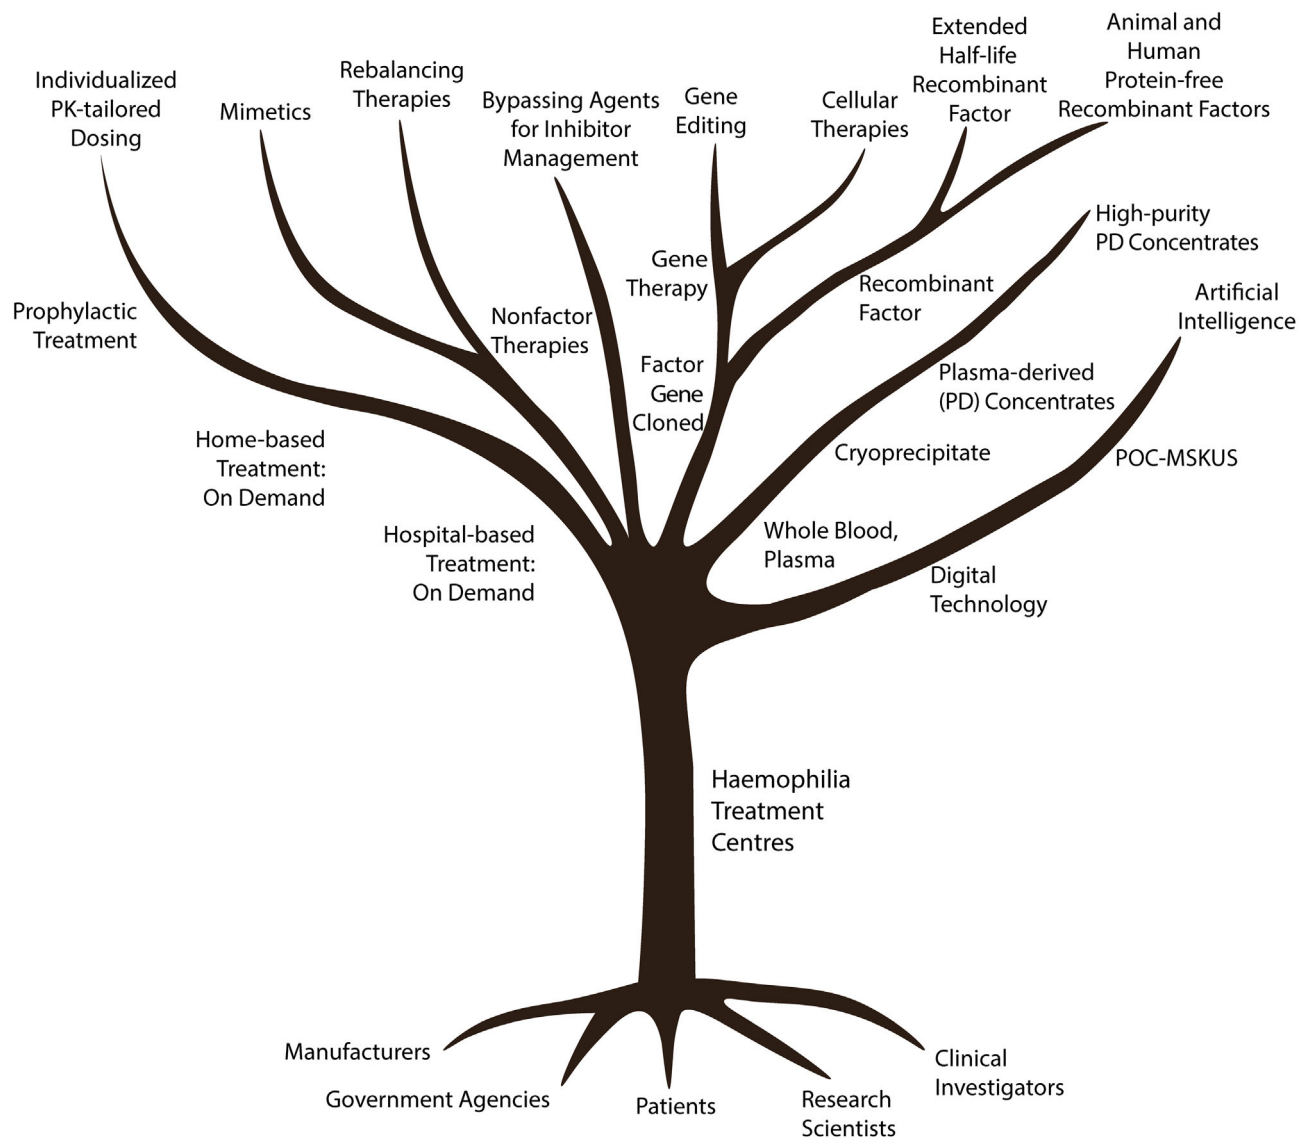 Individualized
PK-tailored
Dosing
Mimetics
Rebalancing
Therapies
Bypassing Agents
for Inhibitor
Management
Gene
Editing
Cellular
Therapies
Extended
Half-life
Recombinant
Factor
Animal and
Human
Protein-free
Recombinant Factors
High-purity
PD Concentrates
Artificial
Intelligence
Prophylactic
Treatment
Nonfactor
Therapies
Gene
Therapy
Recombinant
Factor
Factor
Gene
Cloned
Plasma-derived
(PD) Concentrates
Home-based
Treatment:
On Demand
Cryoprecipitate
POC-MSKUS
Hospital-based
Treatment:
On Demand
Whole Blood,
Plasma
Digital
Technology
Haemophilia
Treatment
Centres
Manufacturers
Government Agencies
Patients
Research
Scientists
Clinical
Investigators